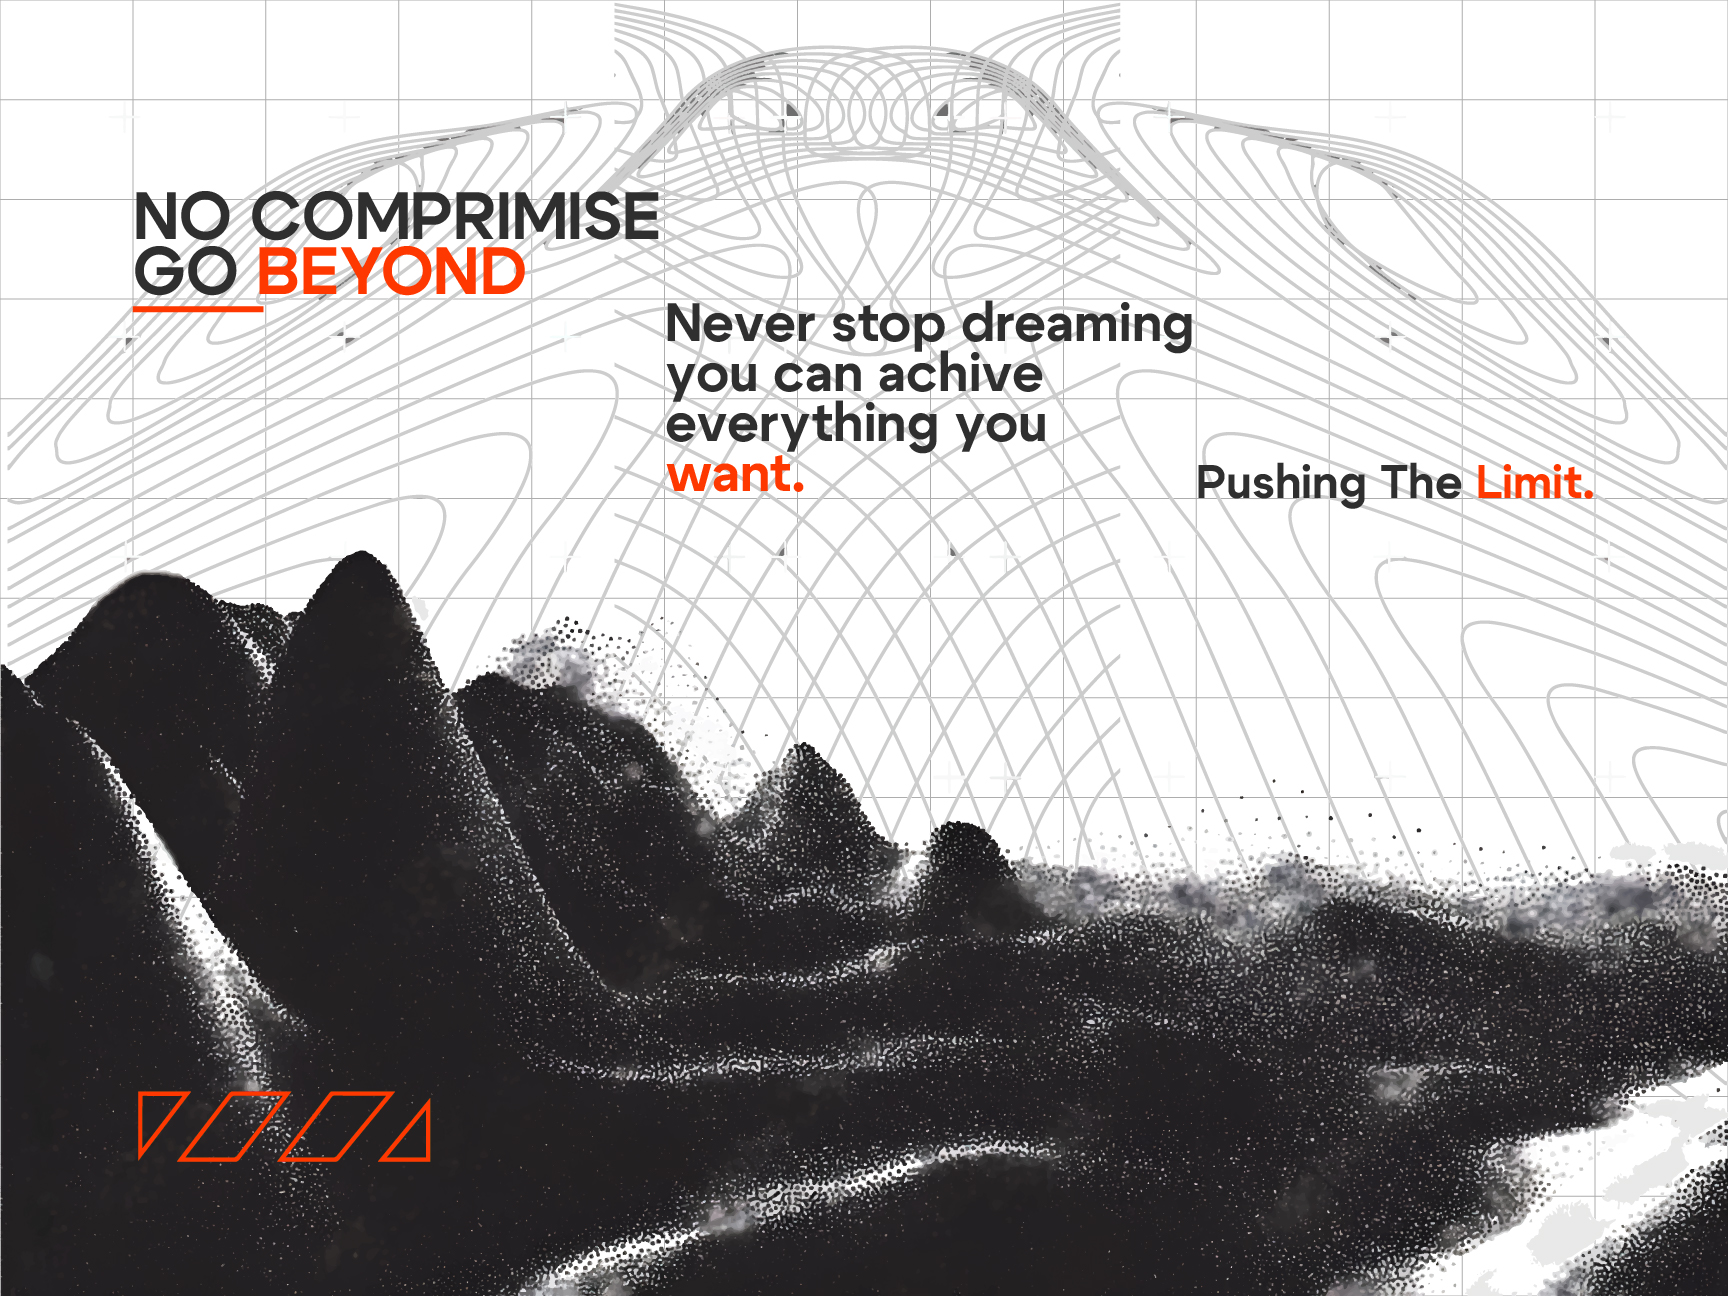 NO COMPRIMISE
GO BEYOND
Never stop dreaming
you can achive
everything you
want.
Pushing The Limit.